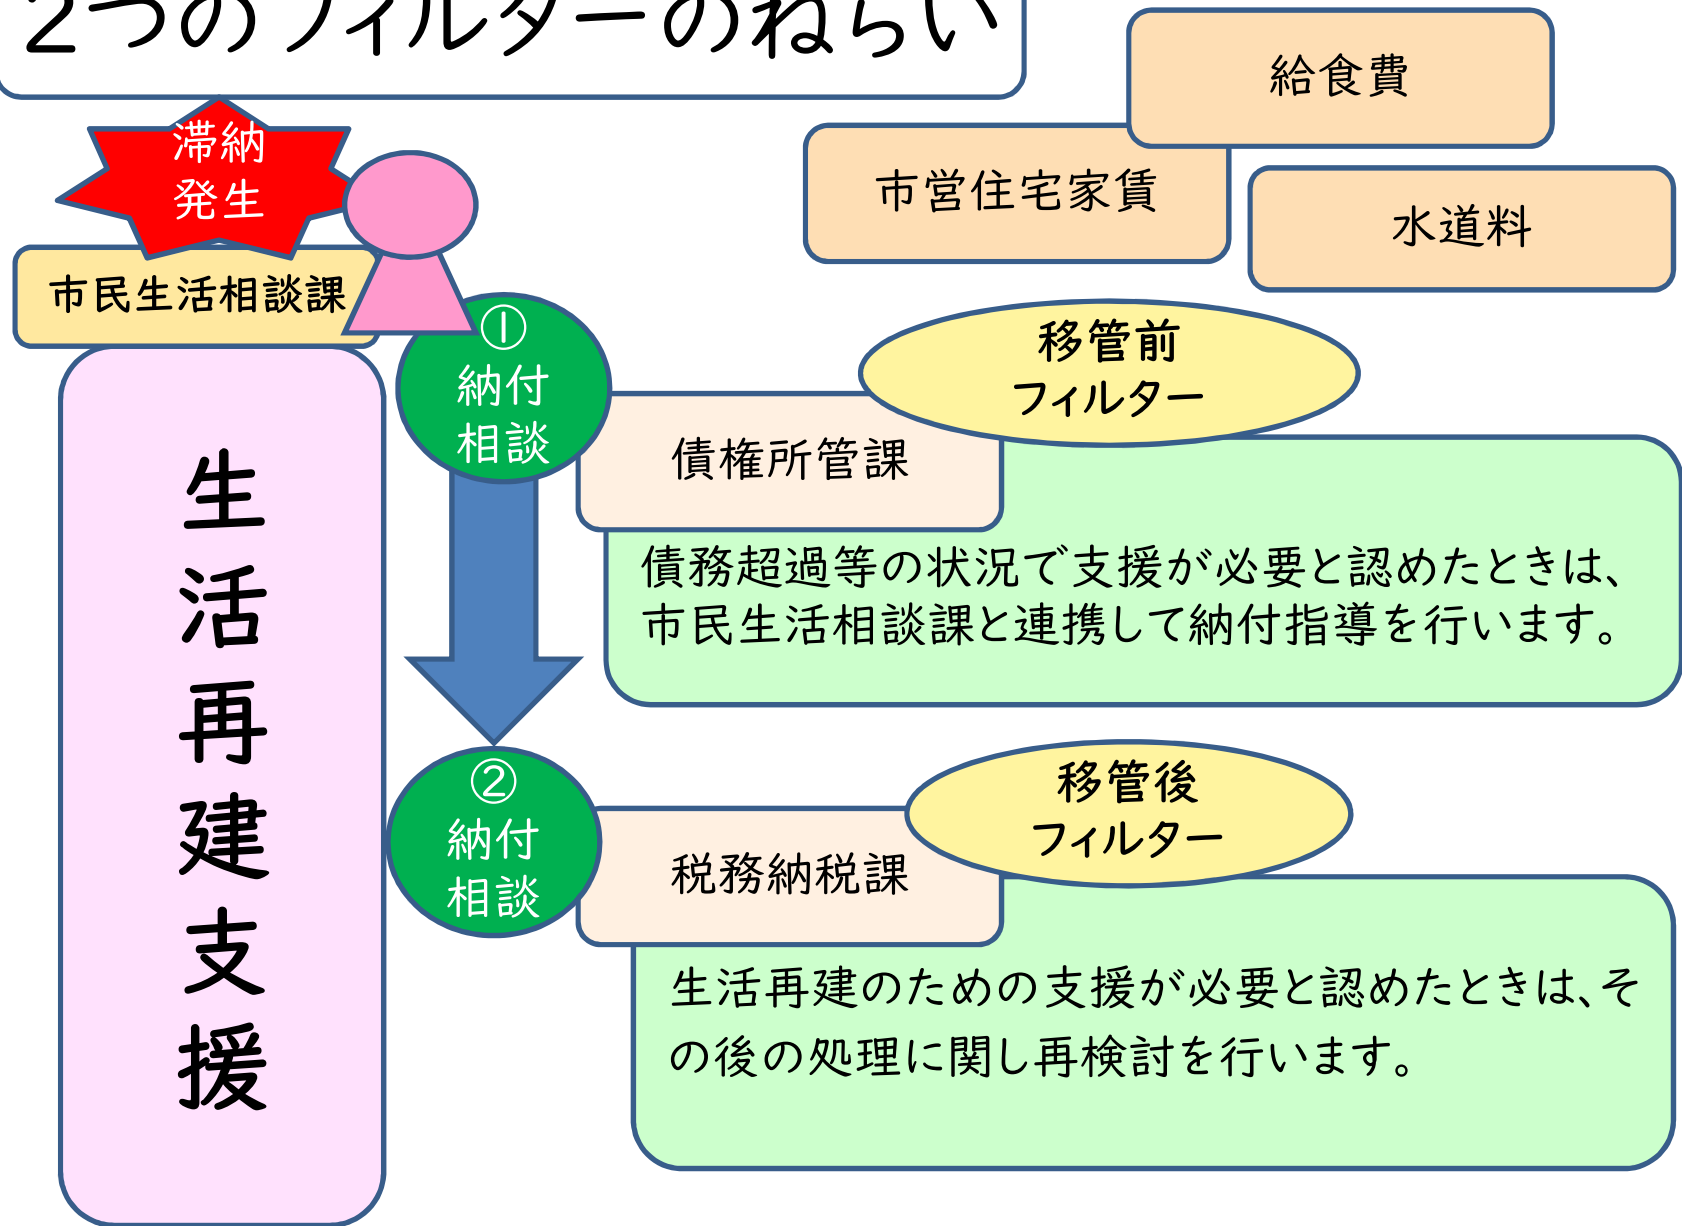 2つのフィルターのねらい
給食費
市営住宅家賃
水道料
滞納
発生
市民生活相談課
生活再建支援
①
納付
相談
移管前
フィルター
債権所管課
債務超過等の状況で支援が必要と認めたときは、
市民生活相談課と連携して納付指導を行います。
②
納付
相談
移管後
フィルター
税務納税課
生活再建のための支援が必要と認めたときは、そ
の後の処理に関し再検討を行います。